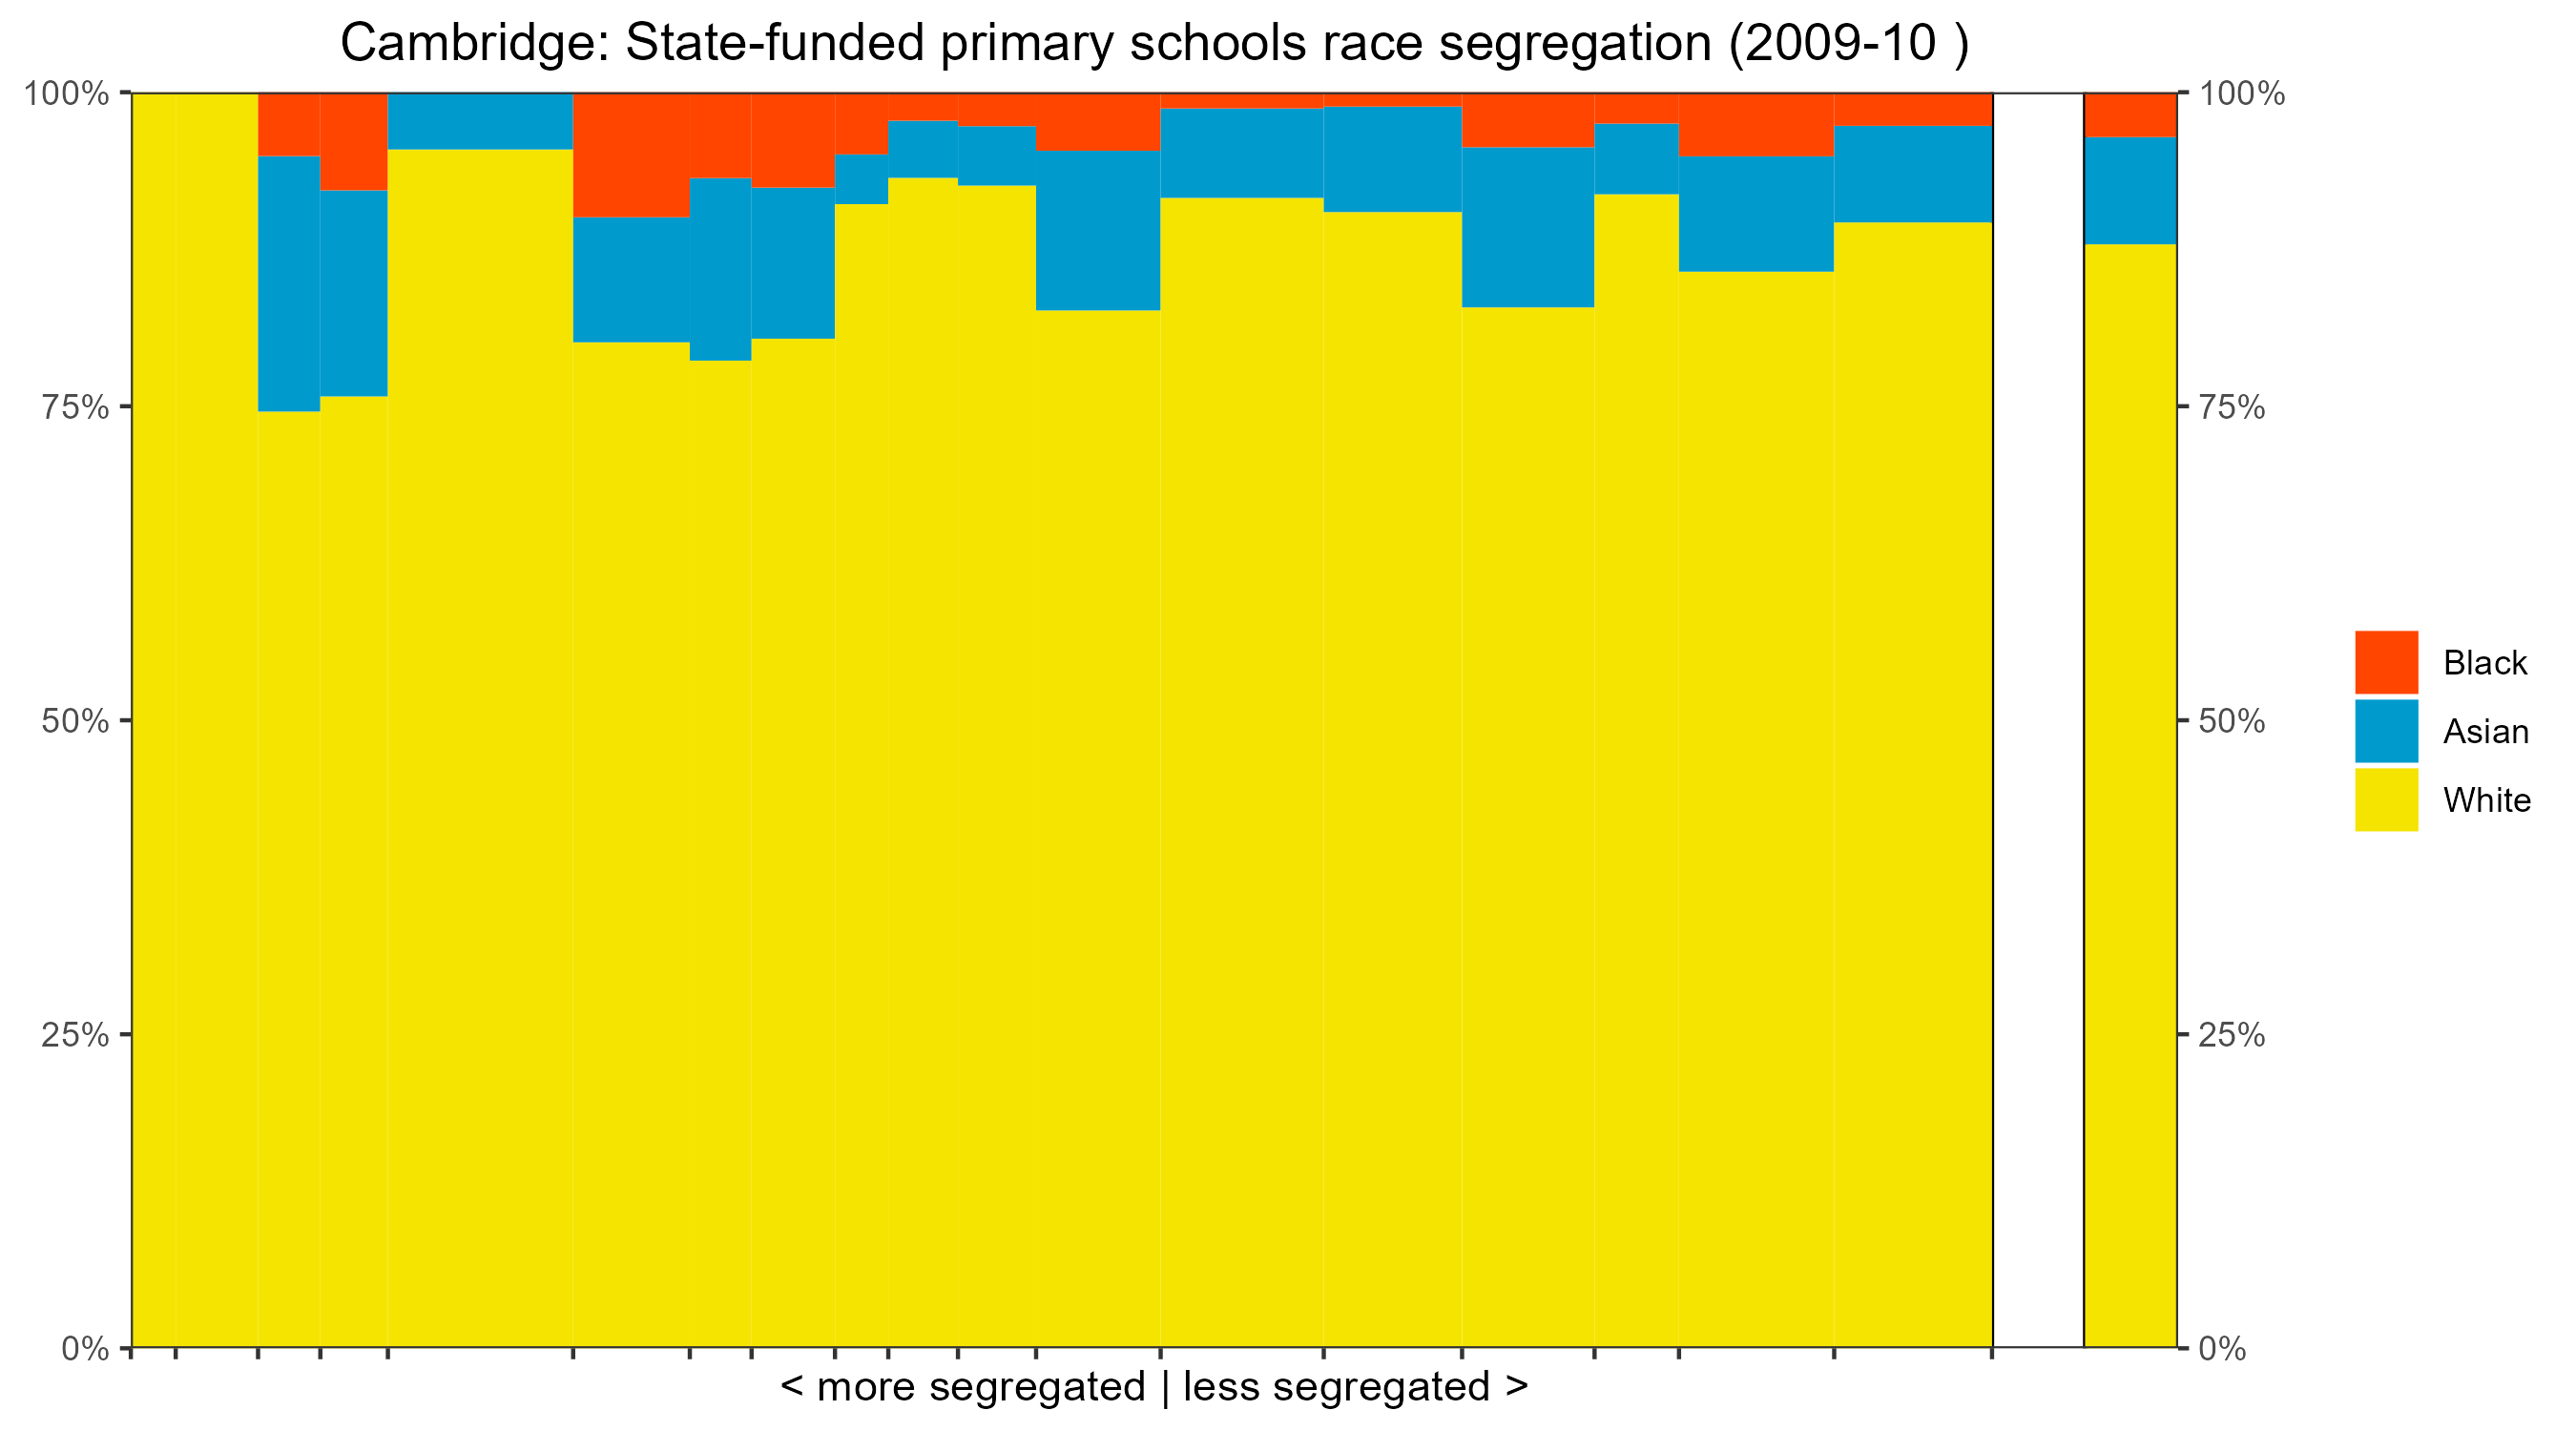 Cambridge: State-funded primary schools race segregation (2009-10 )
100%
75%
50%
25%
0%
100%
75%
50%
25%
0%
Black
Asian
White
< more segregated | less segregated >